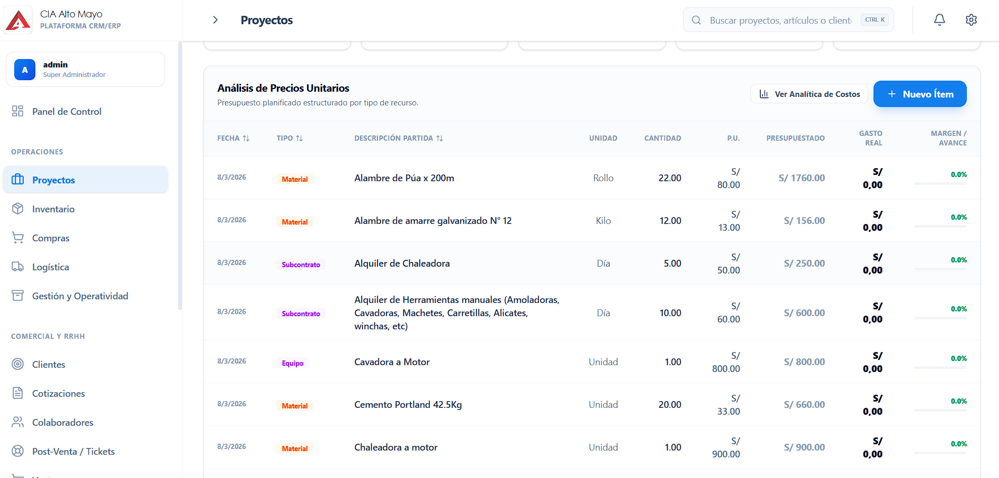 CIA Alto Mayo
PLATAFORMA CRM/ERP
Proyectos
Buscar proyectos, artículos o client
CTRL K
A
admin
Super Administrador
Panel de Control
OPERACIONES
Proyectos
Inventario
Compras
Logística
Gestión y Operatividad
COMERCIAL Y RRHH
Clientes
Cotizaciones
Colaboradores
Post-Venta / Tickets
Análisis de Precios Unitarios
Presupuesto planificado estructurado por tipo de recurso.
Ver Analítica de Costos
+ Nuevo Ítem
FECHA ↑↓ TIPO ↑↓ DESCRIPCIÓN PARTIDA ↑↓ UNIDAD CANTIDAD P.U. PRESUPUESTADO GASTO REAL MARGEN / AVANCE
8/3/2026 Material Alambre de Púa x 200m Rollo 22.00 S/ 80.00 S/ 1760.00 S/ 0,00 0.0%
8/3/2026 Material Alambre de amarre galvanizado N° 12 Kilo 12.00 S/ 13.00 S/ 156.00 S/ 0,00 0.0%
8/3/2026 Subcontrato Alquiler de Chaleadora Día 5.00 S/ 50.00 S/ 250.00 S/ 0,00 0.0%
8/3/2026 Subcontrato Alquiler de Herramientas manuales (Amoladoras, Cavadoras, Machetes, Carretillas, Alicates, winchas, etc) Día 10.00 S/ 60.00 S/ 600.00 S/ 0,00 0.0%
8/3/2026 Equipo Cavadora a Motor Unidad 1.00 S/ 800.00 S/ 800.00 S/ 0,00 0.0%
8/3/2026 Material Cemento Portland 42.5Kg Unidad 20.00 S/ 33.00 S/ 660.00 S/ 0,00 0.0%
8/3/2026 Material Chaleadora a motor Unidad 1.00 S/ 900.00 S/ 900.00 S/ 0,00 0.0%